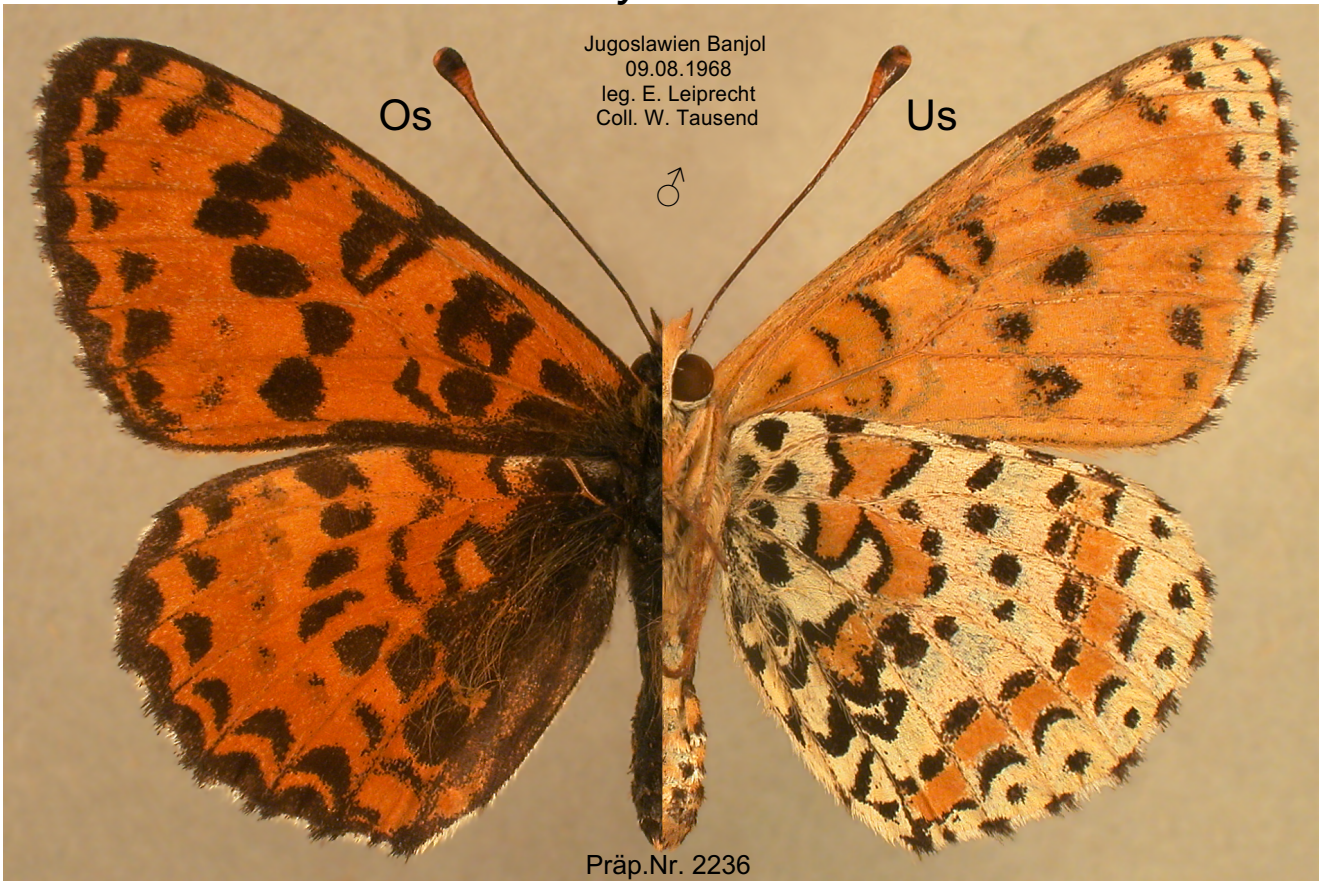 Jugoslawien Banjol
09.08.1968
leg. E. Leiprecht
Coll. W. Tausend
Os
Us
♂
Präp.Nr. 2236